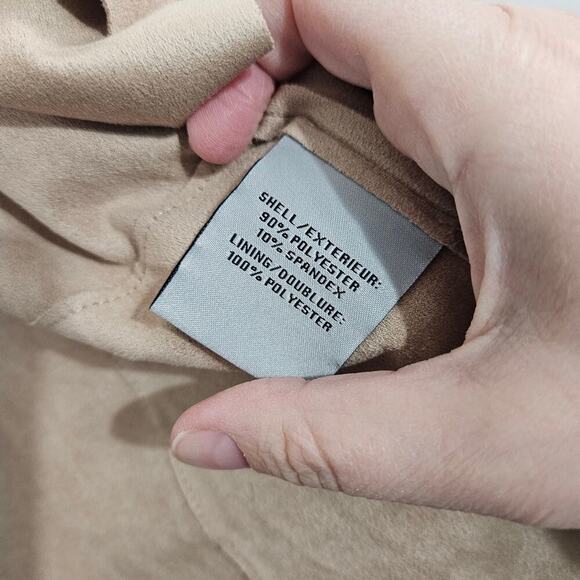 SHELL/EXTERIEUR:
90% POLYESTER
10% SPANDEX
LINING/DOUBLURE:
100% POLYESTER